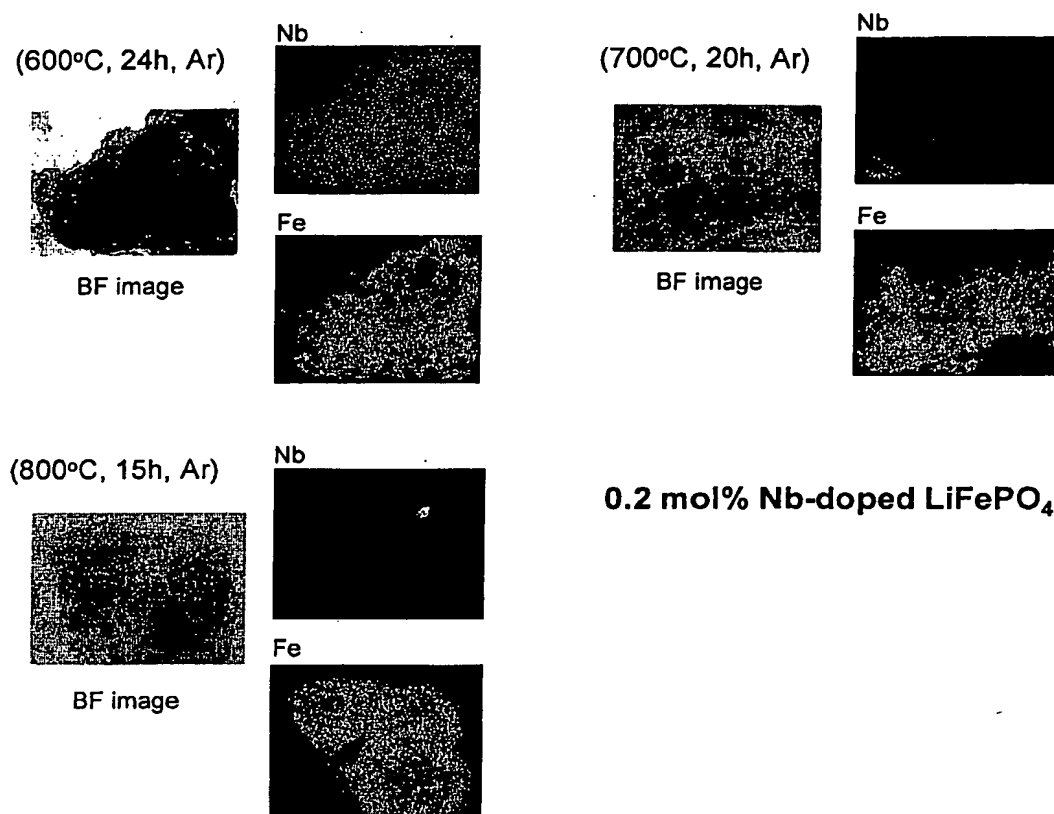 (600°C, 24h, Ar)
Nb
Fe
BF image
(700°C, 20h, Ar)
Nb
Fe
BF image
(800°C, 15h, Ar)
Nb
Fe
BF image
0.2 mol% Nb-doped LiFePO₄